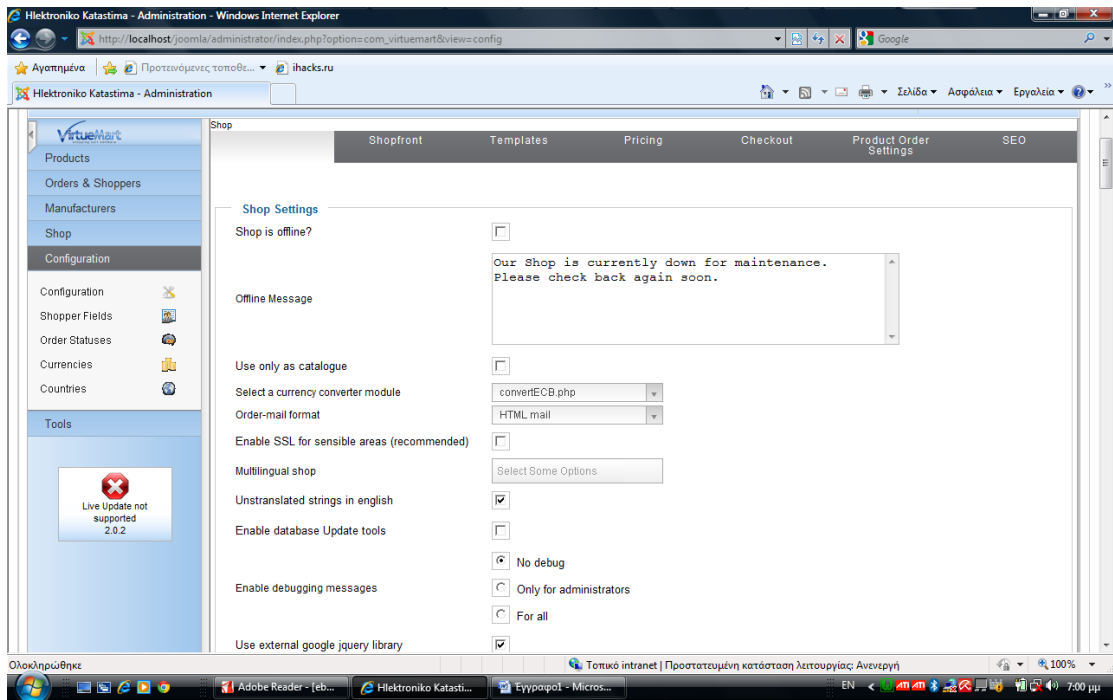 Hlektroniko Katastima - Administration - Windows Internet Explorer
http://localhost/joomla/administrator/index.php?option=com_virtuemart&view=config
Google
Αγαπημένα
Προτεινόμενες τοποθε...
ihacks.ru
Hlektroniko Katastima - Administration
Σελίδα
Ασφάλεια
Εργαλεία
»
VirtueMart
Products
Orders & Shoppers
Manufacturers
Shop
Configuration
Configuration
Shopper Fields
Order Statuses
Currencies
Countries
Tools
Live Update not
supported
2.0.2
Shop
Shopfront
Templates
Pricing
Checkout
Product Order
Settings
SEO
Shop Settings
Shop is offline?
Offline Message
Our Shop is currently down for maintenance.
Please check back again soon.
Use only as catalogue
Select a currency converter module
convertECB.php
Order-mail format
HTML mail
Enable SSL for sensible areas (recommended)
Multilingual shop
Select Some Options
Unstranslated strings in english
Enable database Update tools
Enable debugging messages
No debug
Only for administrators
For all
Use external google jquery library
Ολοκληρώθηκε
Τοπικό intranet | Προστατευμένη κατάσταση λειτουργίας: Ανενεργή
100%
Adobe Reader - [eb...
Hlektroniko Katasti...
Έγγραφο1 - Micros...
EN
ATI
ATI
7:00 μμ